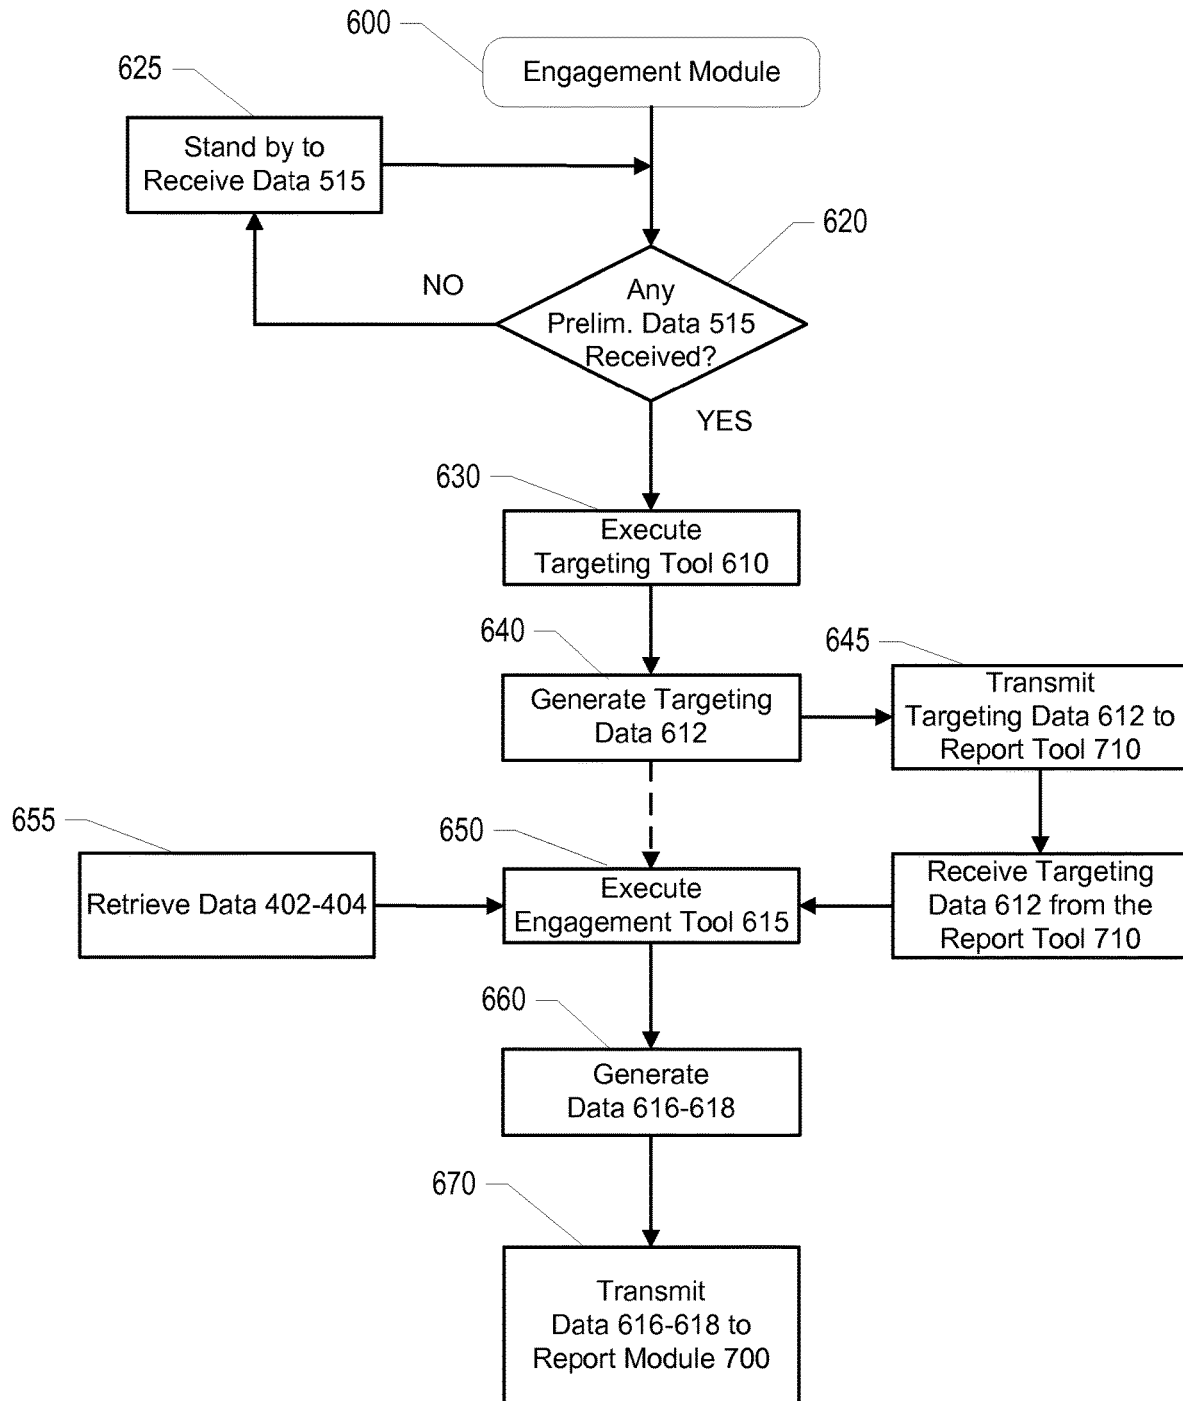 600
Engagement Module
625
Stand by to
Receive Data 515
620
Any
Prelim. Data 515
Received?
NO
YES
630
Execute
Targeting Tool 610
640
Generate Targeting
Data 612
645
Transmit
Targeting Data 612 to
Report Tool 710
655
Retrieve Data 402-404
650
Execute
Engagement Tool 615
Receive Targeting
Data 612 from the
Report Tool 710
660
Generate
Data 616-618
670
Transmit
Data 616-618 to
Report Module 700